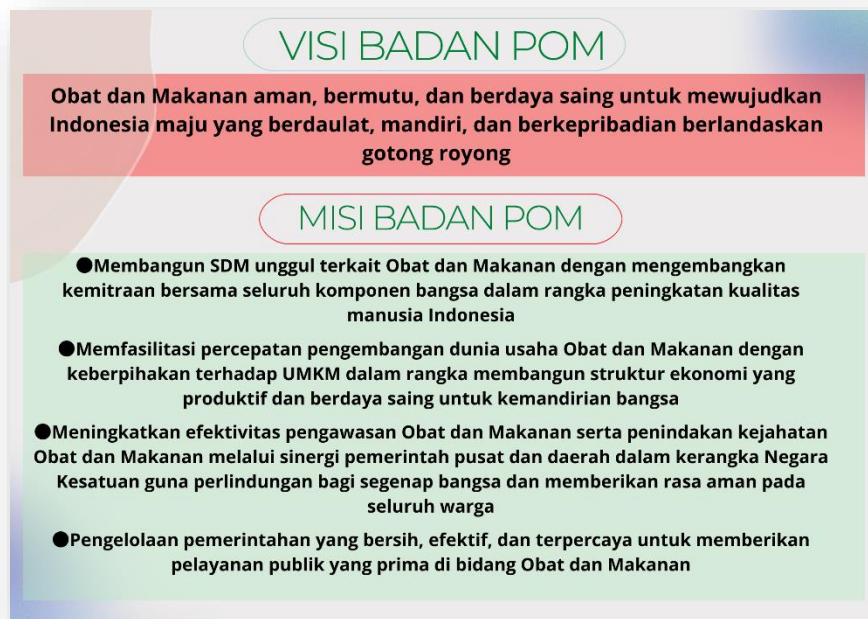 VISI BADAN POM
Obat dan Makanan aman, bermutu, dan berdaya saing untuk mewujudkan
Indonesia maju yang berdaulat, mandiri, dan berkepribadian berlandaskan
gotong royong
MISI BADAN POM
●Membangun SDM unggul terkait Obat dan Makanan dengan mengembangkan
kemitraan bersama seluruh komponen bangsa dalam rangka peningkatan kualitas
manusia Indonesia
●Memfasilitasi percepatan pengembangan dunia usaha Obat dan Makanan dengan
keberpihakan terhadap UMKM dalam rangka membangun struktur ekonomi yang
produktif dan berdaya saing untuk kemandirian bangsa
●Meningkatkan efektivitas pengawasan Obat dan Makanan serta penindakan kejahatan
Obat dan Makanan melalui sinergi pemerintah pusat dan daerah dalam kerangka Negara
Kesatuan guna perlindungan bagi segenap bangsa dan memberikan rasa aman pada
seluruh warga
●Pengelolaan pemerintahan yang bersih, efektif, dan terpercaya untuk memberikan
pelayanan publik yang prima di bidang Obat dan Makanan